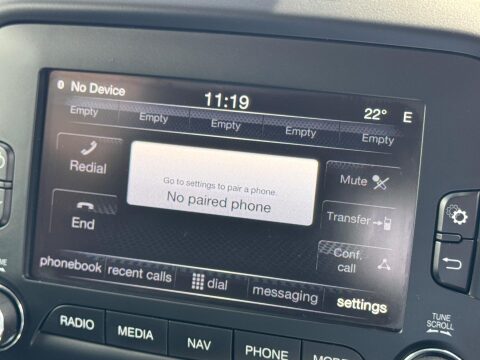 No Device
11:19
22° E
Empty
Empty
Empty
Empty
Empty
Redial
Go to settings to pair a phone.
No paired phone
Mute
End
Transfer
Conf.
call
phonebook recent calls dial messaging settings
TUNE
SCROLL
RADIO MEDIA NAV PHONE